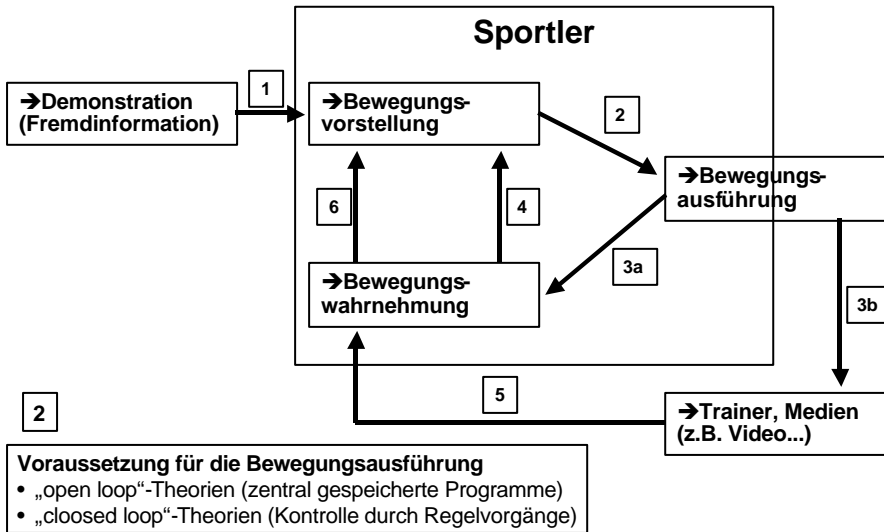 Sportler
1
➔Demonstration
(Fremdinformation)
➔Bewegungs-
vorstellung
2
➔Bewegungs-
ausführung
6
4
3a
➔Bewegungs-
wahrnehmung
3b
5
➔Trainer, Medien
(z.B. Video...)
2
Voraussetzung für die Bewegungsausführung
• „open loop“-Theorien (zentral gespeicherte Programme)
• „cloosed loop“-Theorien (Kontrolle durch Regelvorgänge)